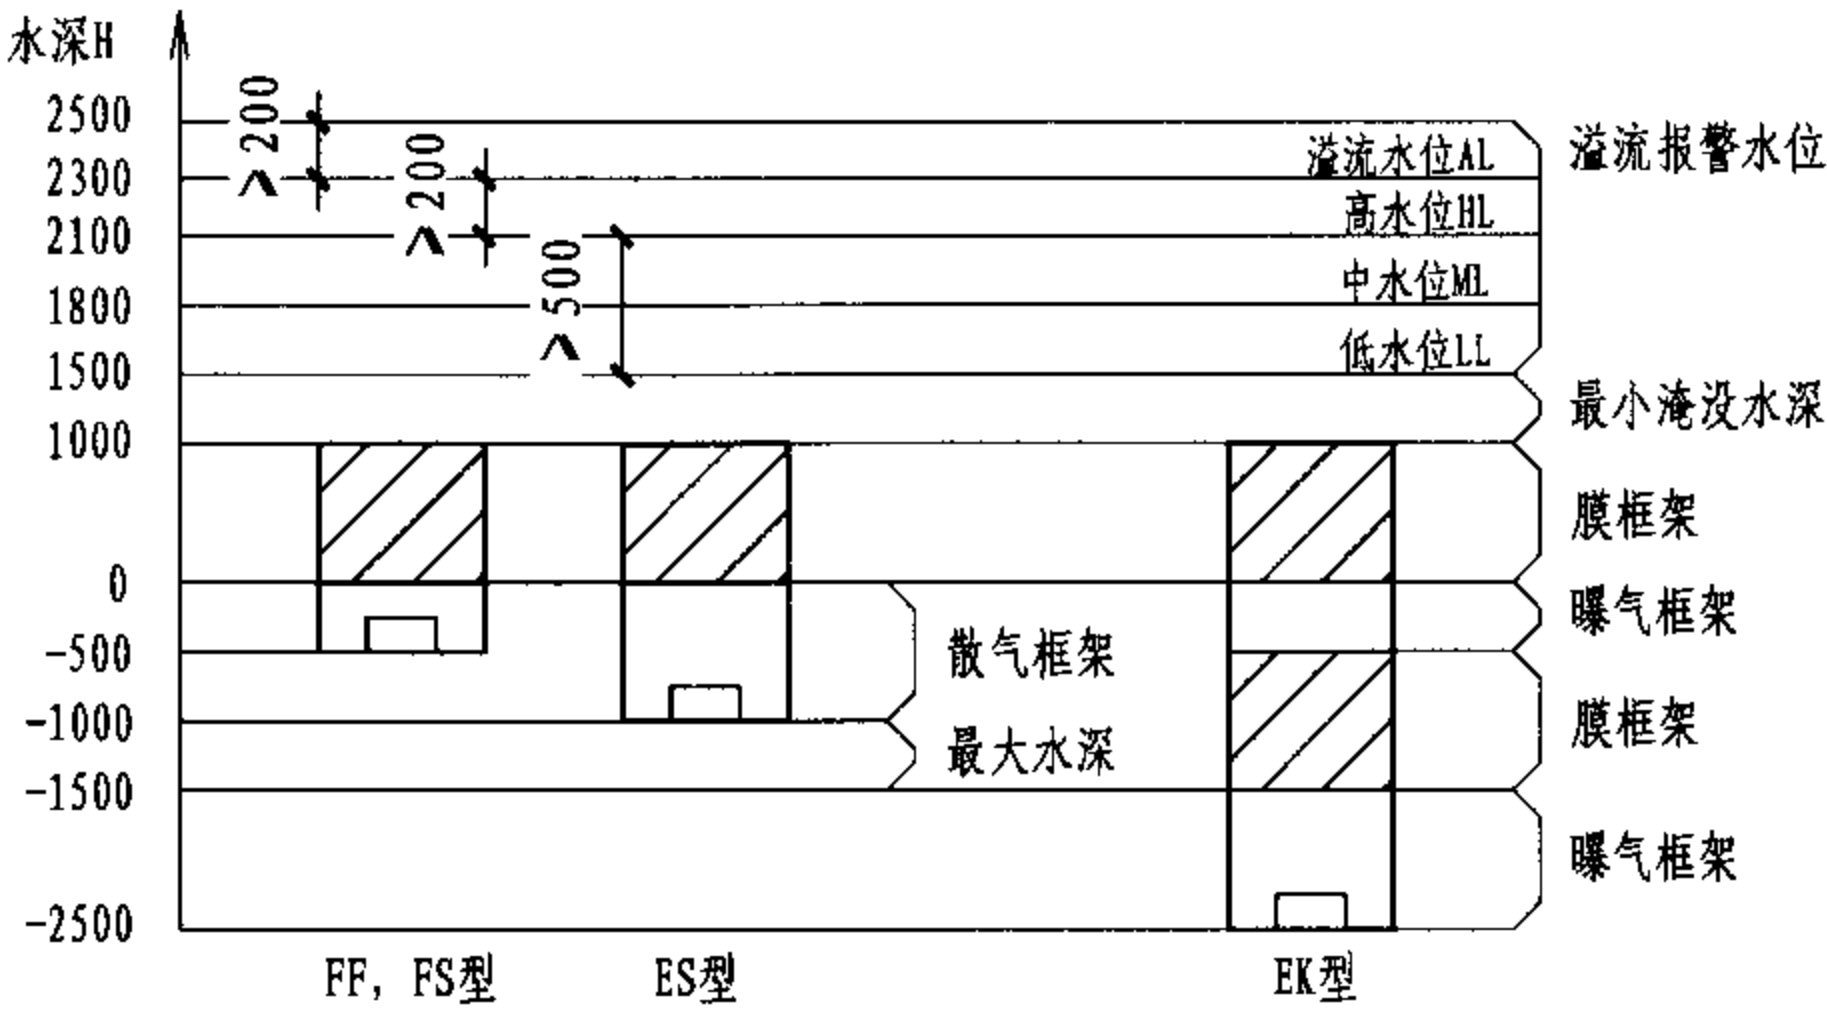 水深H
2500
2300
2100
1800
1500
1000
0
-500
-1000
-1500
-2500
>200
>200
>500
溢流水位AL
高水位HL
中水位ML
低水位LL
溢流报警水位
最小淹没水深
膜框架
曝气框架
膜框架
曝气框架
散气框架
最大水深
FF, FS型
ES型
EK型